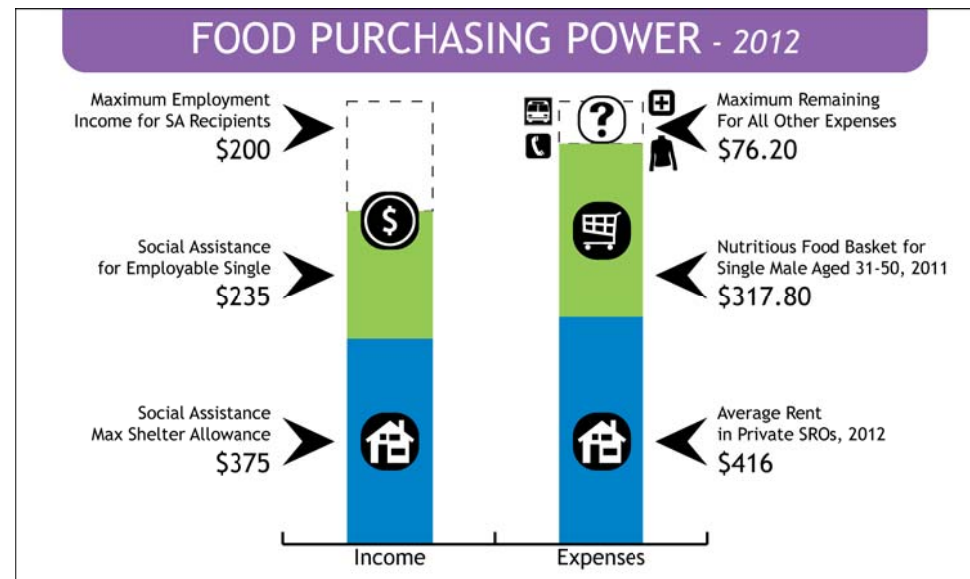 FOOD PURCHASING POWER - 2012
Maximum Employment
Income for SA Recipients
$200
Social Assistance
for Employable Single
$235
Social Assistance
Max Shelter Allowance
$375
$
?
Maximum Remaining
For All Other Expenses
$76.20
Nutritious Food Basket for
Single Male Aged 31-50, 2011
$317.80
Average Rent
in Private SROs, 2012
$416
Income
Expenses